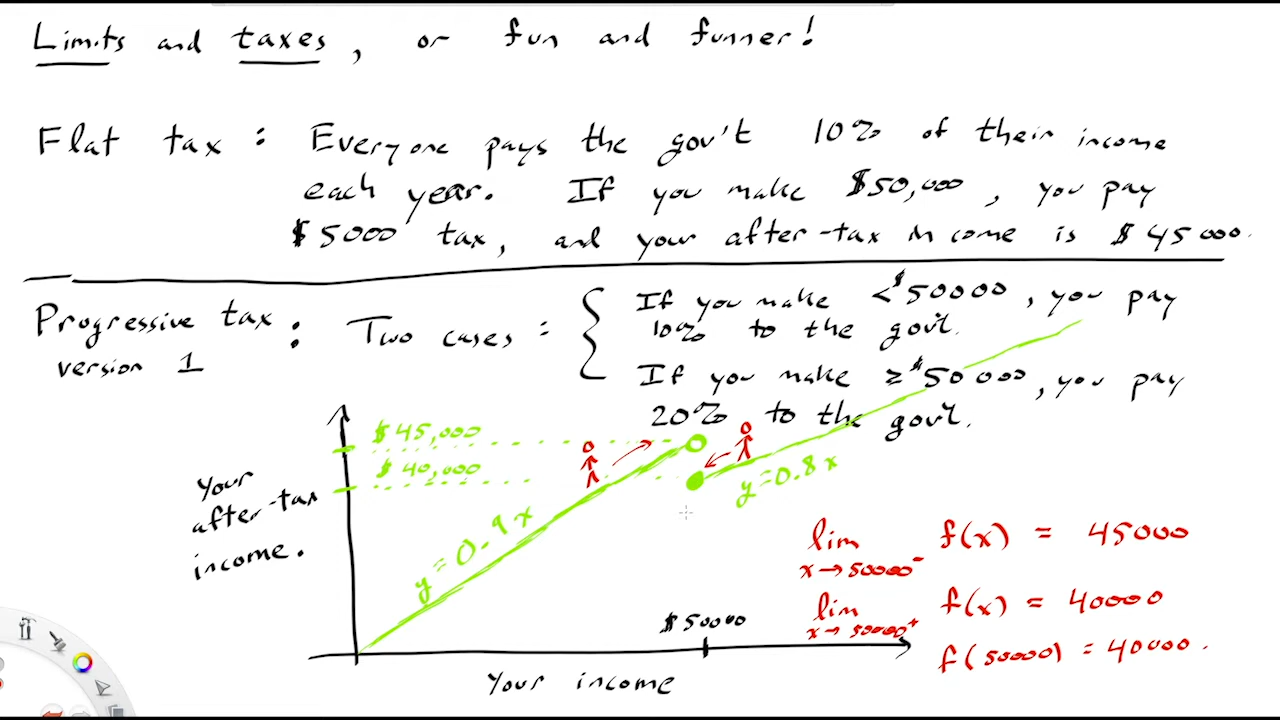 Limits and taxes, or fun and funner!
Flat tax: Everyone pays the gov't 10% of their income
each year. If you make $50,000, you pay
$5000 tax, and your after-tax income is $45000.
Progressive tax: Two cases = If you make <$50000, you pay
version 1
10% to the gov't.
If you make ≥$50000, you pay
20% to the gov't.
$45,000
$40,000
y=0.9x
y=0.8x
Your
after-tax
income.
$50000
Your income
lim x→50000⁻ f(x) = 45000
lim x→50000⁺ f(x) = 40000
f(50000) = 40000.